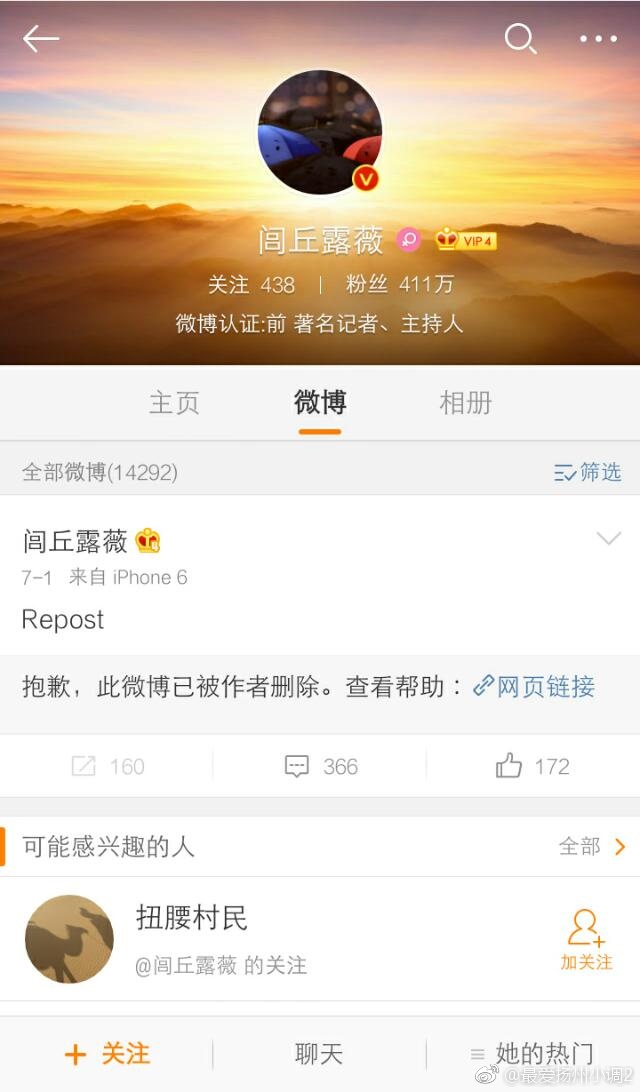 闾丘露薇 VIP 4
关注 438 | 粉丝 411万
微博认证:前 著名记者、主持人
主页 微博 相册
全部微博(14292) 筛选
闾丘露薇
7-1 来自 iPhone 6
Repost
抱歉，此微博已被作者删除。查看帮助：网页链接
160 366 172
可能感兴趣的人 全部
扭腰村民
@闾丘露薇 的关注
加关注
+ 关注 聊天 她的热门
@最爱扬州小调2